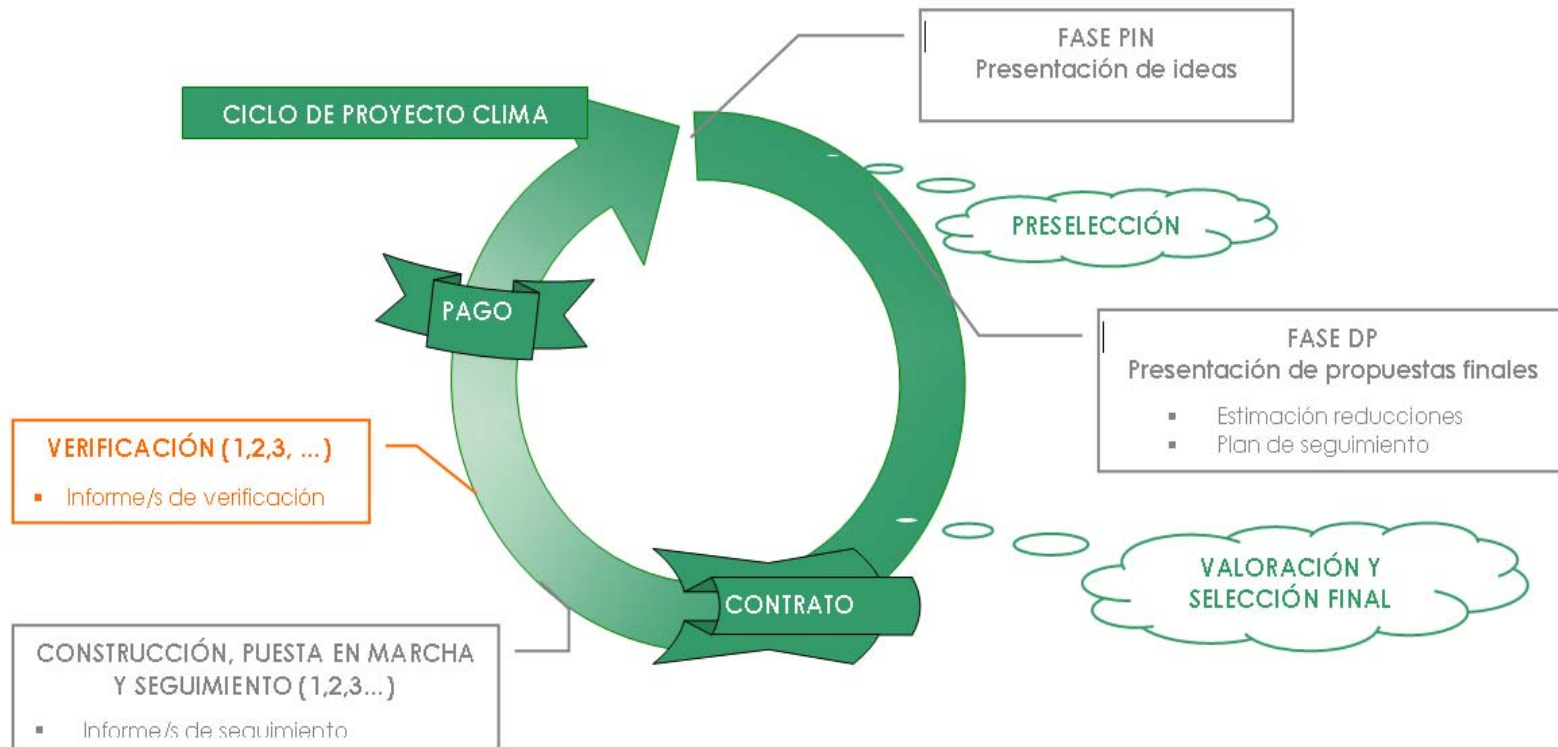 CICLO DE PROYECTO CLIMA
FASE PIN
Presentación de ideas
PRESELECCIÓN
FASE DP
Presentación de propuestas finales
▪ Estimación reducciones
▪ Plan de seguimiento
VALORACIÓN Y
SELECCIÓN FINAL
CONTRATO
CONSTRUCCIÓN, PUESTA EN MARCHA
Y SEGUIMIENTO (1,2,3...)
▪ Informe/s de seguimiento
VERIFICACIÓN (1,2,3, ...)
▪ Informe/s de verificación
PAGO